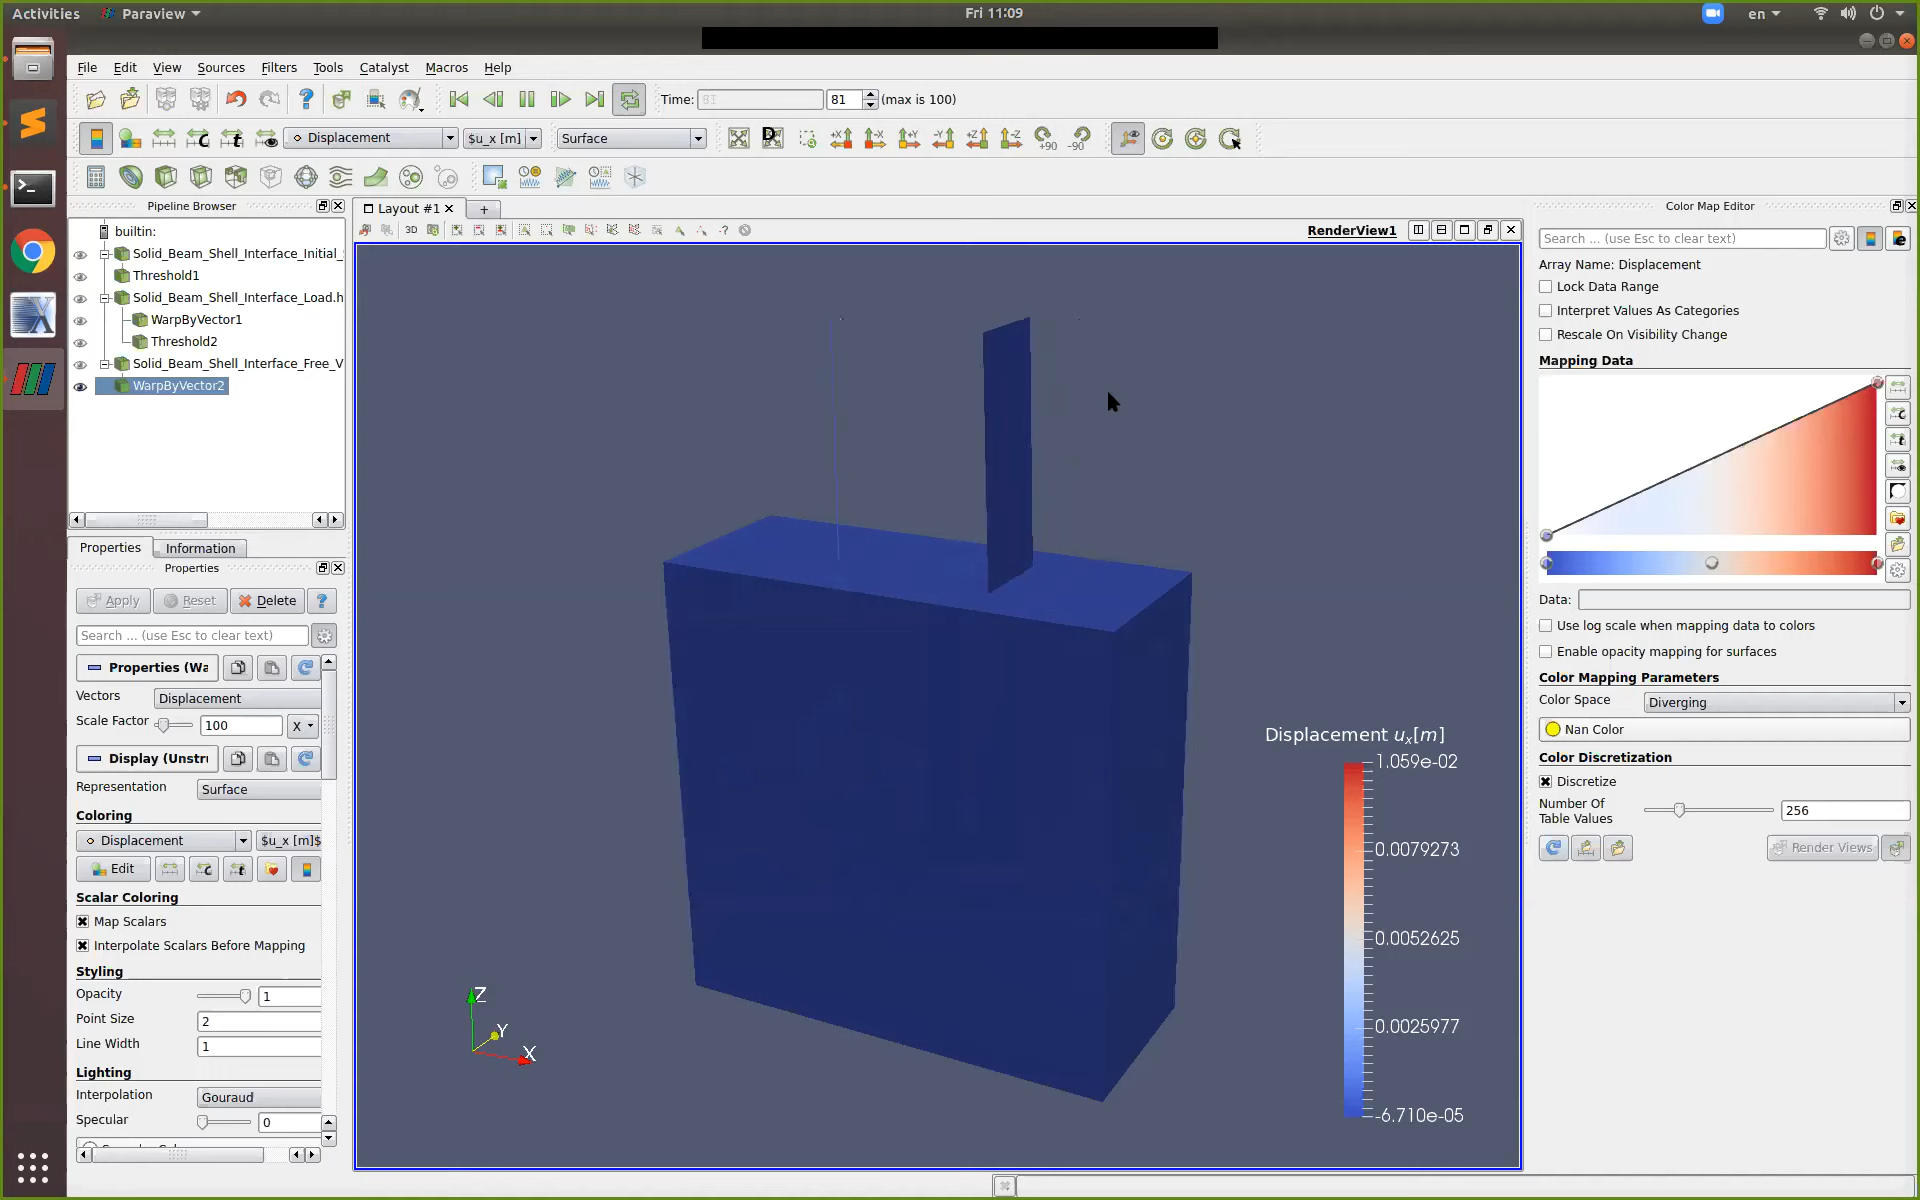 Activities Paraview Fri 11:09 en
File Edit View Sources Filters Tools Catalyst Macros Help
Time: 81 81 (max is 100)
Displacement $u_x [m] Surface +X -X +Y -Y +Z -Z +90 -90
Pipeline Browser
builtin:
Solid_Beam_Shell_Interface_Initial_
Threshold1
Solid_Beam_Shell_Interface_Load.h
WarpByVector1
Threshold2
Solid_Beam_Shell_Interface_Free_V
WarpByVector2
Properties Information
Properties
Apply Reset Delete ?
Search ... (use Esc to clear text)
Properties (Wa
Vectors Displacement
Scale Factor 100 X
Display (Unstr
Representation Surface
Coloring
Displacement $u_x [m]$
Edit
Scalar Coloring
Map Scalars
Interpolate Scalars Before Mapping
Styling
Opacity 1
Point Size 2
Line Width 1
Lighting
Interpolation Gouraud
Specular 0
Layout #1 +
3D RenderView1
Z
Y
X
Displacement u_x[m]
1.059e-02
0.0079273
0.0052625
0.0025977
-6.710e-05
Color Map Editor
Search ... (use Esc to clear text)
Array Name: Displacement
Lock Data Range
Interpret Values As Categories
Rescale On Visibility Change
Mapping Data
Data:
Use log scale when mapping data to colors
Enable opacity mapping for surfaces
Color Mapping Parameters
Color Space Diverging
Nan Color
Color Discretization
Discretize
Number Of
Table Values 256
Render Views